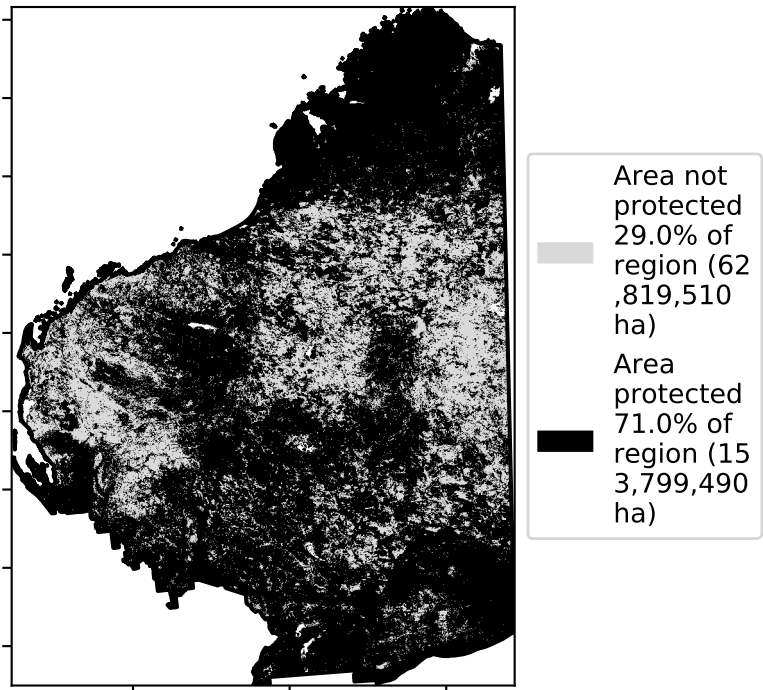 Area not
protected
29.0% of
region (62
,819,510
ha)
Area
protected
71.0% of
region (15
3,799,490
ha)